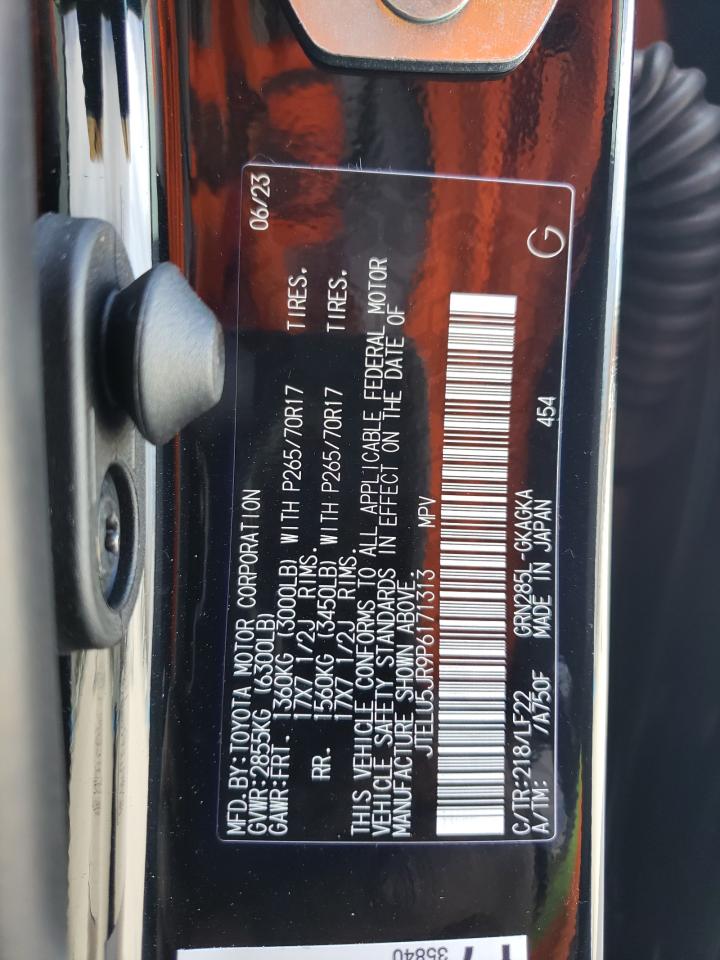 MFD.BY:TOYOTA MOTOR CORPORATION 06/23
GVWR:2855KG (6300LB)
GAWR:FRT. 1360KG (3000LB) WITH P265/70R17 TIRES.
17X7 1/2J RIMS.
RR. 1560KG (3450LB) WITH P265/70R17 TIRES.
17X7 1/2J RIMS.
THIS VEHICLE CONFORMS TO ALL APPLICABLE FEDERAL MOTOR
VEHICLE SAFETY STANDARDS IN EFFECT ON THE DATE OF
MANUFACTURE SHOWN ABOVE.
JTELU5JR9P6171313 MPV
C/TR:218/LF22 GRN285L-GKAGKA
A/TM: /A750F MADE IN JAPAN 454 G
35840